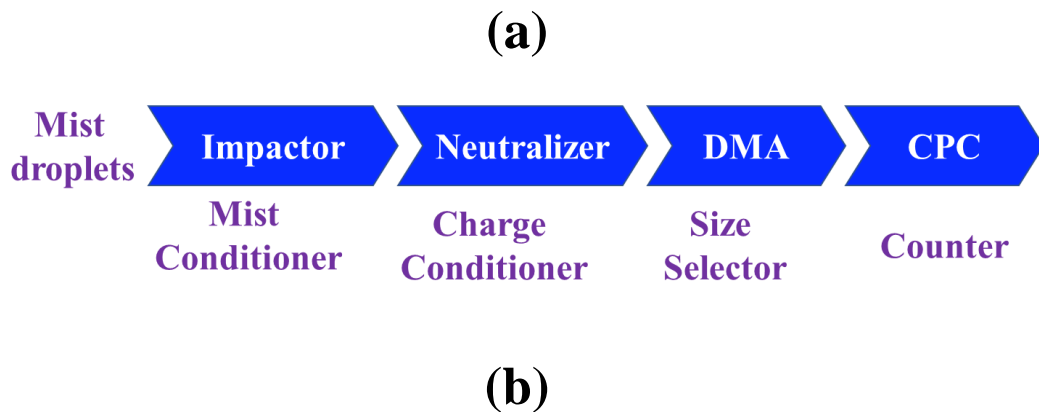 (a)
Mist
droplets
Impactor
Neutralizer
DMA
CPC
Mist
Conditioner
Charge
Conditioner
Size
Selector
Counter
(b)